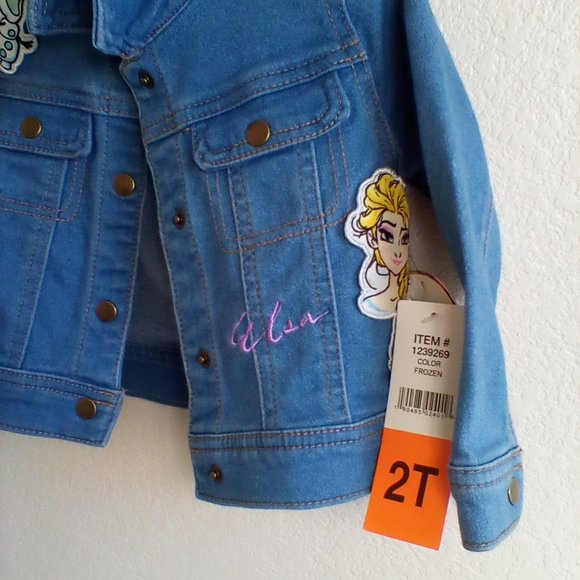 Elsa
ITEM #
1239269
COLOR
FROZEN
2T